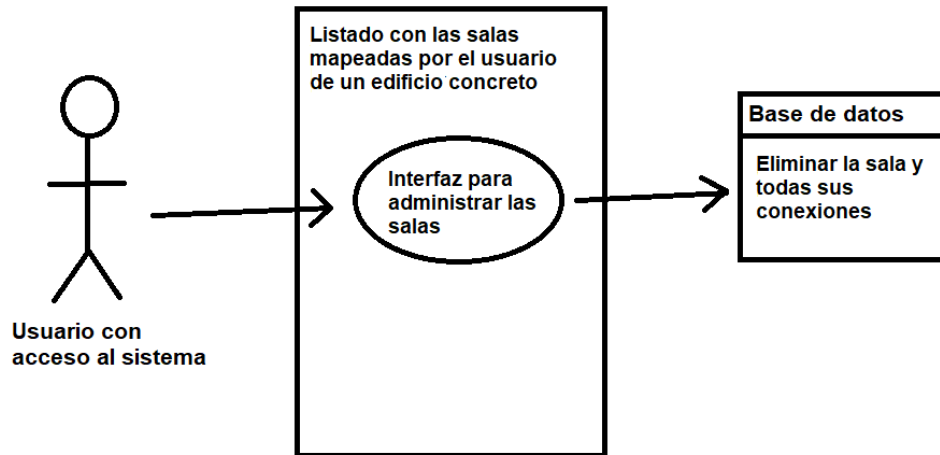 Listado con las salas
mapeadas por el usuario
de un edificio concreto
Interfaz para
administrar las
salas
Base de datos
Eliminar la sala y
todas sus
conexiones
Usuario con
acceso al sistema